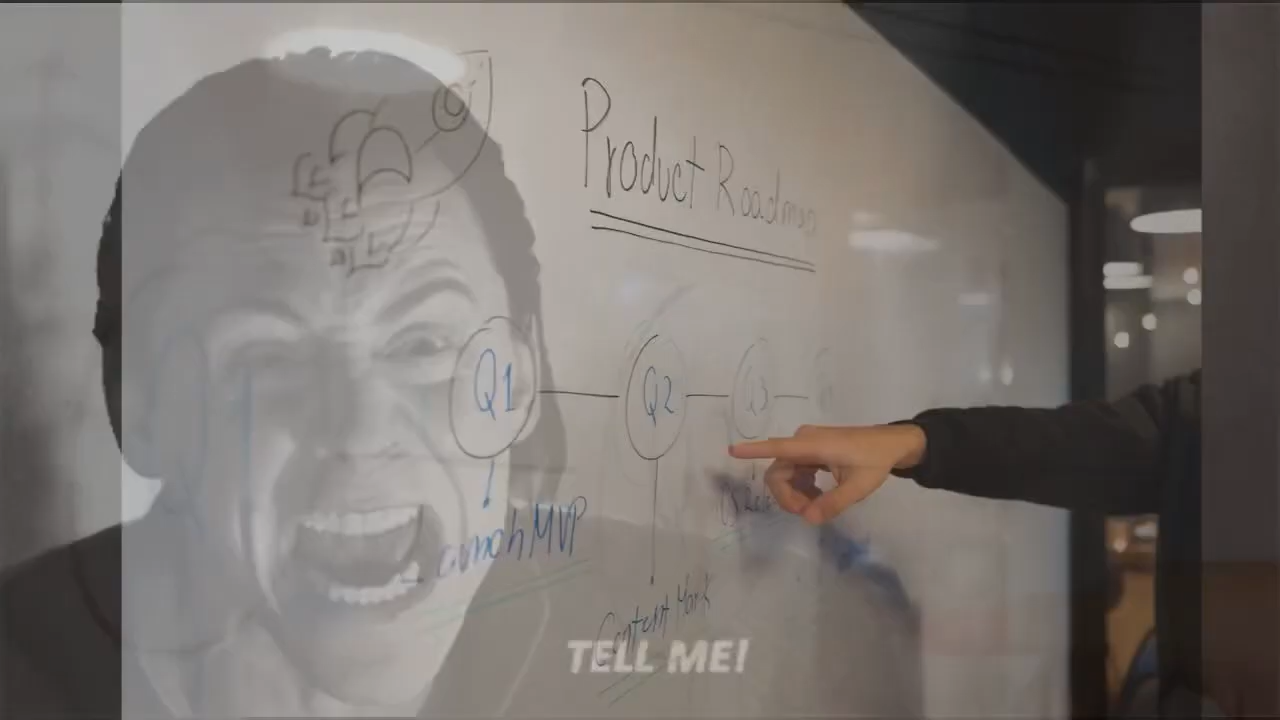 Product Roadmap
Q1
Q2
Q3
Launch MVP
Content Mark
TELL ME!